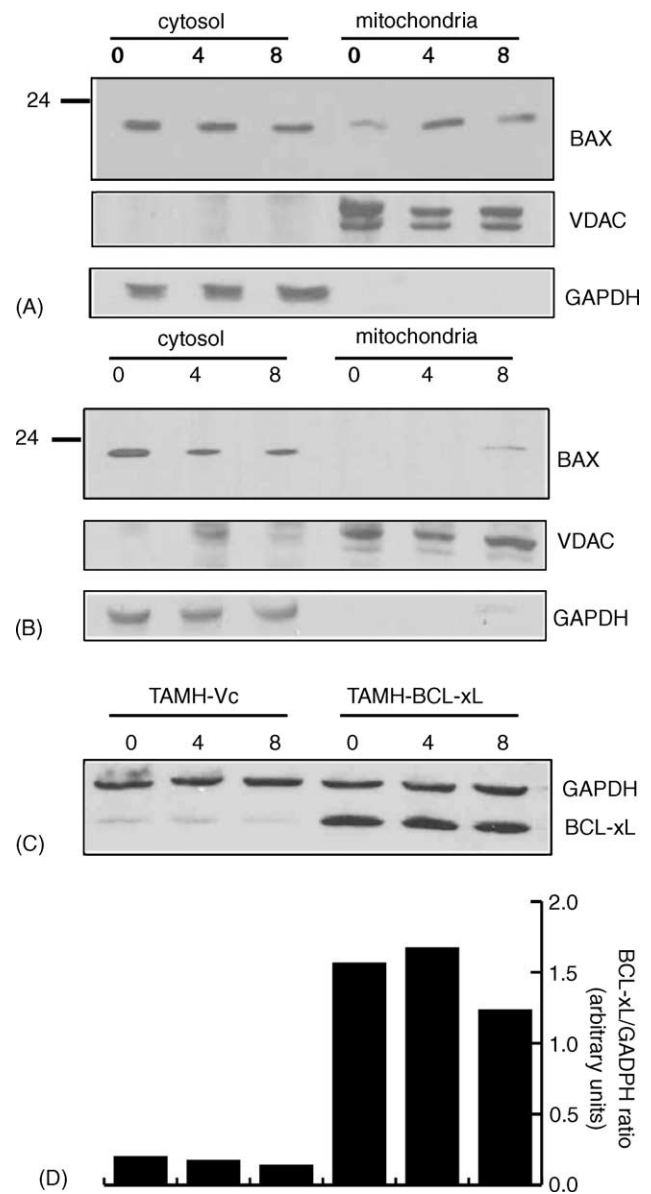 cytosol mitochondria
0 4 8 0 4 8
24
BAX
VDAC
GAPDH
(A)
cytosol mitochondria
0 4 8 0 4 8
24
BAX
VDAC
GAPDH
(B)
TAMH-Vc TAMH-BCL-xL
0 4 8 0 4 8
GAPDH
BCL-xL
(C)
2.0
1.5
1.0
0.5
0.0
BCL-xL/GADPH ratio
(arbitrary units)
(D)